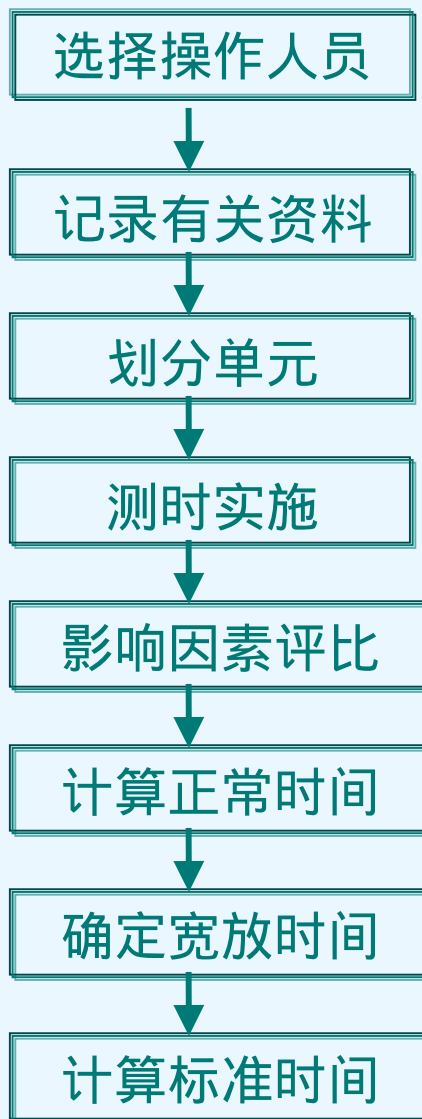 选择操作人员
记录有关资料
划分单元
测时实施
影响因素评比
计算正常时间
确定宽放时间
计算标准时间